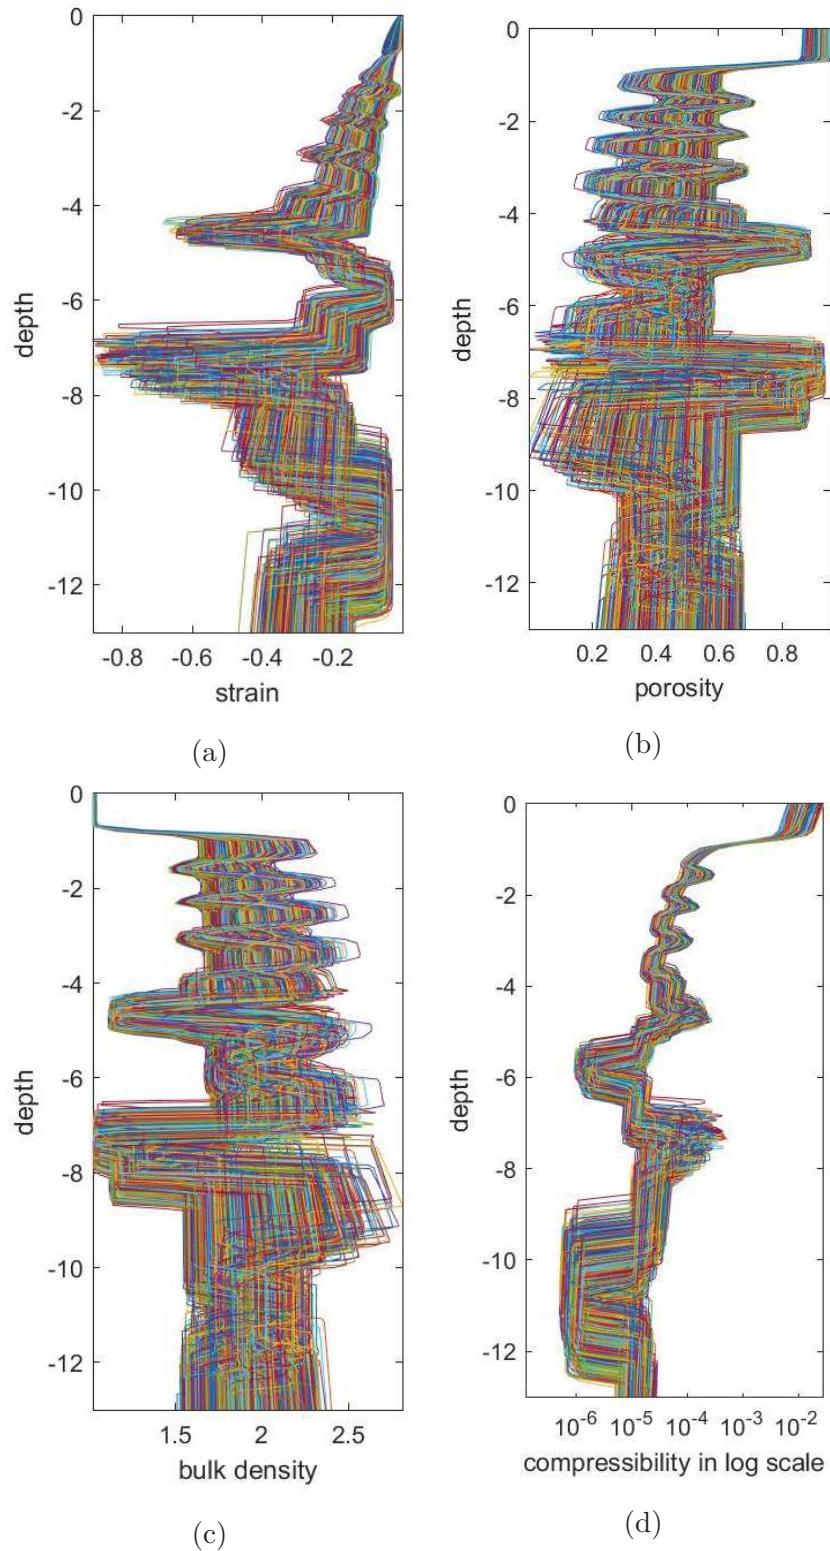 0
-2
-4
-6
-8
-10
-12
depth
-0.8 -0.6 -0.4 -0.2
strain
(a)
0
-2
-4
-6
-8
-10
-12
depth
0.2 0.4 0.6 0.8
porosity
(b)
0
-2
-4
-6
-8
-10
-12
depth
1.5 2 2.5
bulk density
(c)
0
-2
-4
-6
-8
-10
-12
depth
10⁻⁶ 10⁻⁵ 10⁻⁴ 10⁻³ 10⁻²
compressibility in log scale
(d)